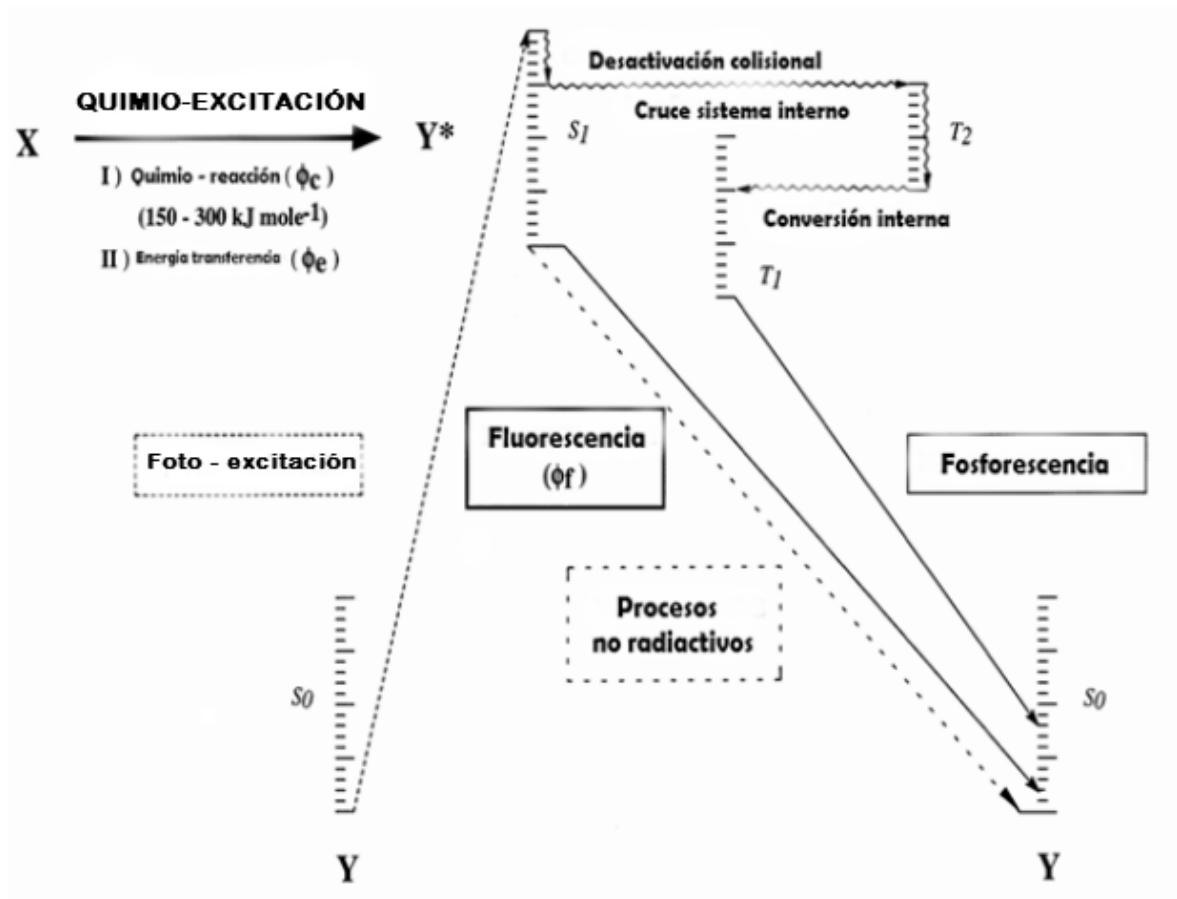 QUIMIO-EXCITACIÓN
X
Y*
I ) Quimio - reacción ( ϕc )
(150 - 300 kJ mole-1)
II ) Energia transferencia ( ϕe )
Desactivación colisional
Cruce sistema interno
S1
T2
Conversión interna
T1
Foto - excitación
Fluorescencia
(ϕf )
Fosforescencia
Procesos
no radiactivos
S0
S0
Y
Y